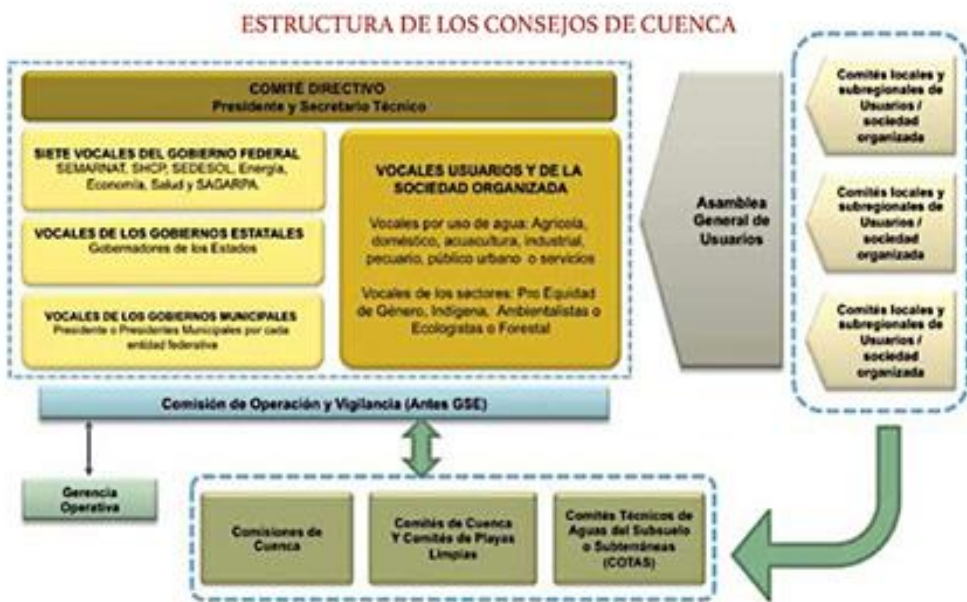 ESTRUCTURA DE LOS CONSEJOS DE CUENCA
COMITÉ DIRECTIVO
Presidente y Secretario Técnico
SIETE VOCALES DEL GOBIERNO FEDERAL
SEMARNAT, SHCP, SEDESOL, Energía,
Economía, Salud y SAGARPA.
VOCALES DE LOS GOBIERNOS ESTATALES
Gobernadores de los Estados
VOCALES DE LOS GOBIERNOS MUNICIPALES
Presidente o Presidentes Municipales por cada
entidad federativa
VOCALES USUARIOS Y DE LA
SOCIEDAD ORGANIZADA
Vocales por uso de agua: Agrícola,
doméstico, acuacultura, industrial,
pecuario, público urbano o servicios
Vocales de los sectores: Pro Equidad
de Género, Indígena, Ambientalistas o
Ecologistas o Forestal
Asamblea
General de
Usuarios
Comités locales y
subregionales de
Usuarios /
sociedad
organizada
Comités locales y
subregionales de
Usuarios /
sociedad
organizada
Comités locales y
subregionales de
Usuarios /
sociedad
organizada
Comisión de Operación y Vigilancia (Antes GSE)
Gerencia
Operativa
Comisiones de
Cuenca
Comités de Cuenca
Y Comités de Playas
Limpias
Comités Técnicos de
Aguas del Subsuelo
o Subterráneas
(COTAS)